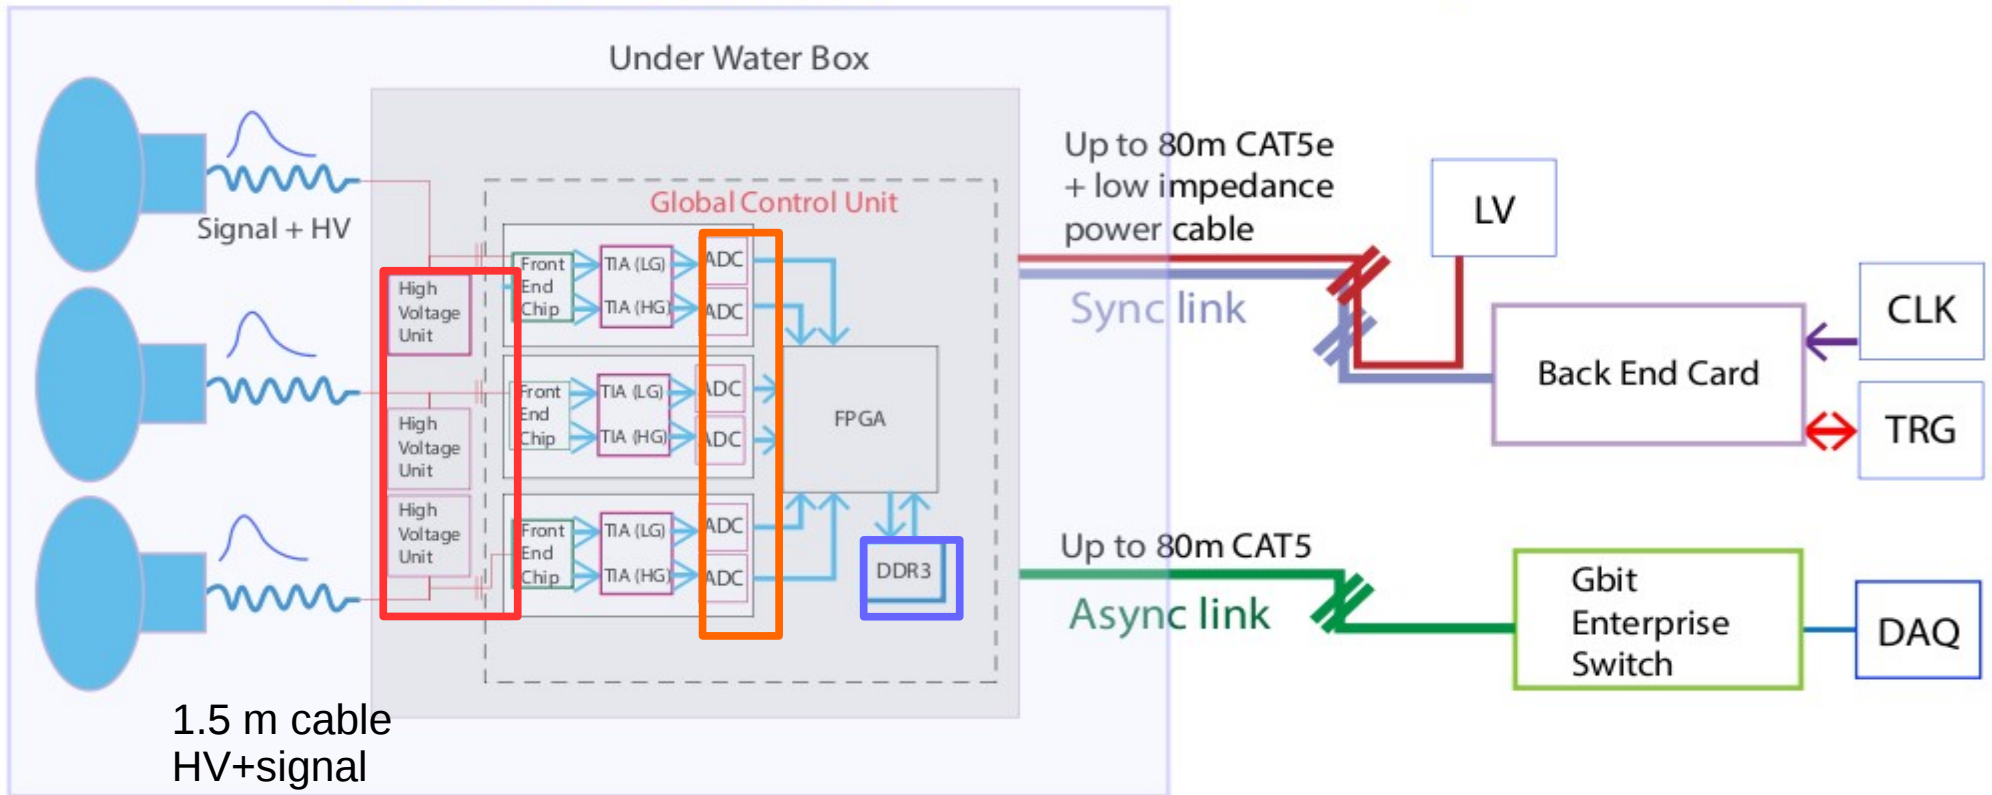 Under Water Box
Signal + HV
Global Control Unit
High
Voltage
Unit
Front
End
Chip
TIA (LG)
TIA (HG)
ADC
ADC
High
Voltage
Unit
Front
End
Chip
TIA (LG)
TIA (HG)
ADC
ADC
High
Voltage
Unit
Front
End
Chip
TIA (LG)
TIA (HG)
ADC
ADC
FPGA
DDR3
1.5 m cable
HV+signal
Up to 80m CAT5e
+ low impedance
power cable
Sync link
LV
Back End Card
CLK
TRG
Up to 80m CAT5
Async link
Gbit
Enterprise
Switch
DAQ